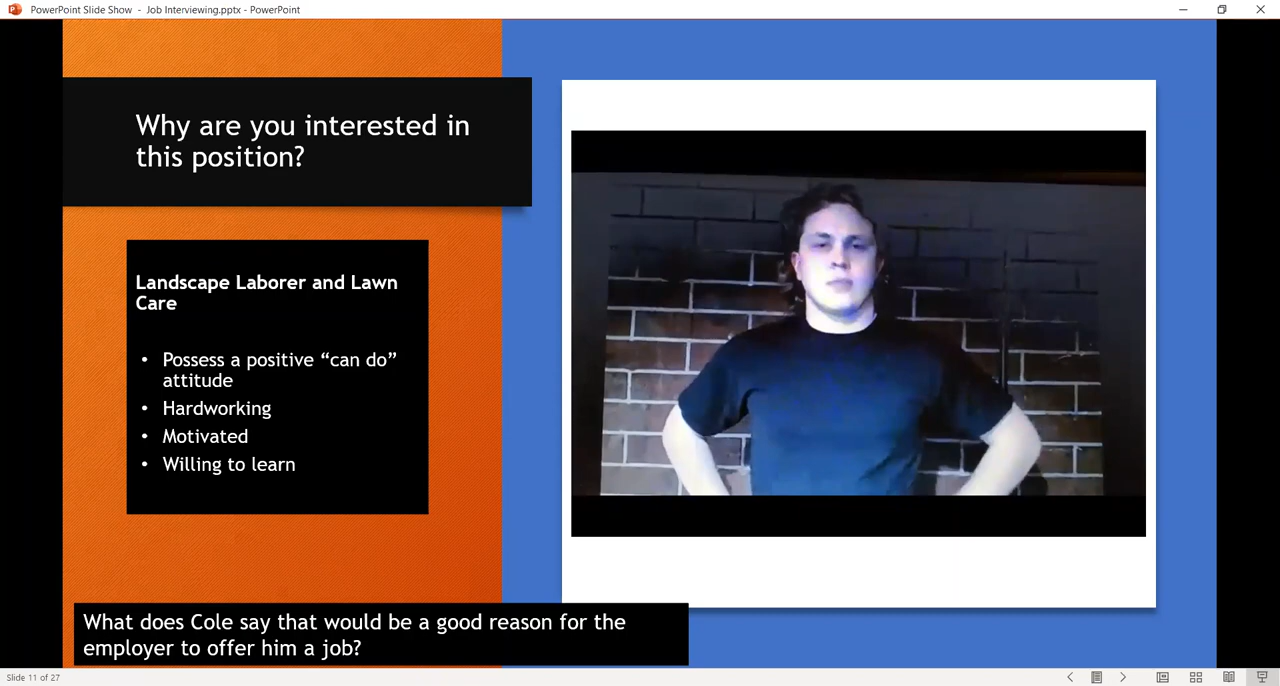 PowerPoint Slide Show - Job Interviewing.pptx - PowerPoint
Why are you interested in
this position?
Landscape Laborer and Lawn
Care
• Possess a positive “can do”
attitude
• Hardworking
• Motivated
• Willing to learn
What does Cole say that would be a good reason for the
employer to offer him a job?
Slide 11 of 27